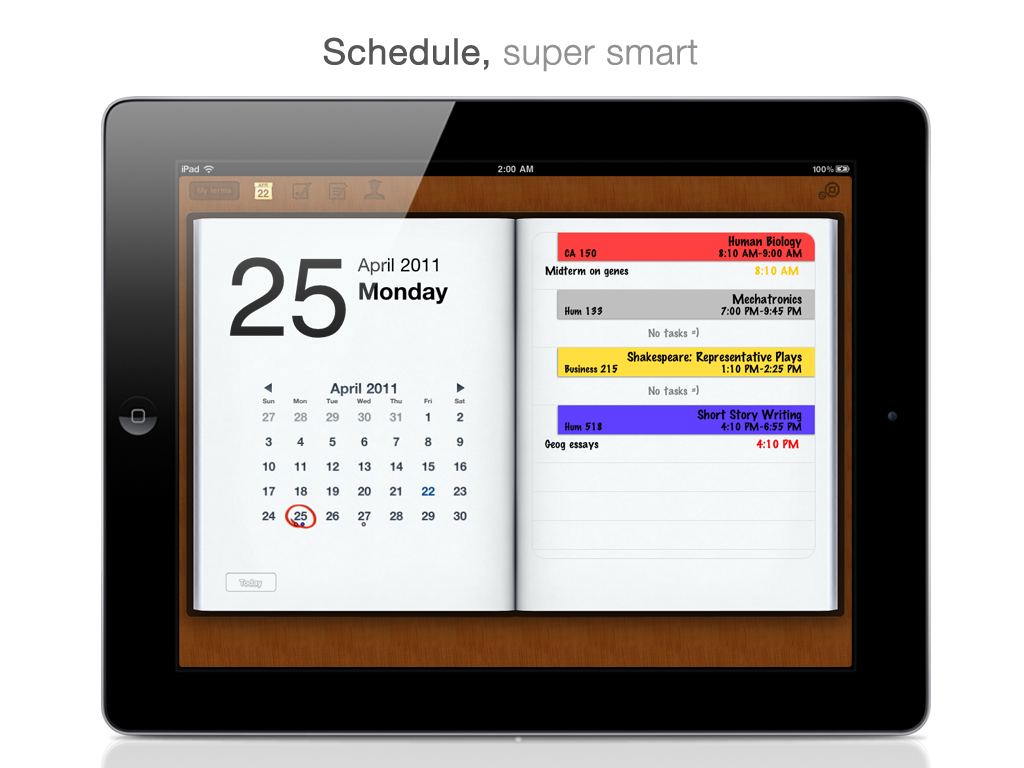 Schedule, super smart
iPad 2:00 AM 100%
My terms APR 22
25
April 2011
Monday
April 2011
Sun Mon Tue Wed Thu Fri Sat
27 28 29 30 31 1 2
3 4 5 6 7 8 9
10 11 12 13 14 15 16
17 18 19 20 21 22 23
24 25 26 27 28 29 30
Today
Human Biology
CA 150 8:10 AM-9:00 AM
Midterm on genes 8:10 AM
Mechatronics
Hum 133 7:00 PM-9:45 PM
No tasks =)
Shakespeare: Representative Plays
Business 215 1:10 PM-2:25 PM
No tasks =)
Short Story Writing
Hum 518 4:10 PM-6:55 PM
Geog essays 4:10 PM